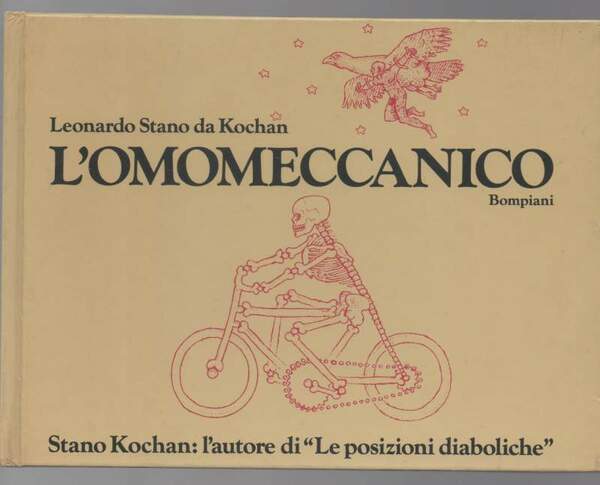 Leonardo Stano da Kochan
L'OMOMECCANICO
Bompiani
Stano Kochan: l'autore di “Le posizioni diaboliche”